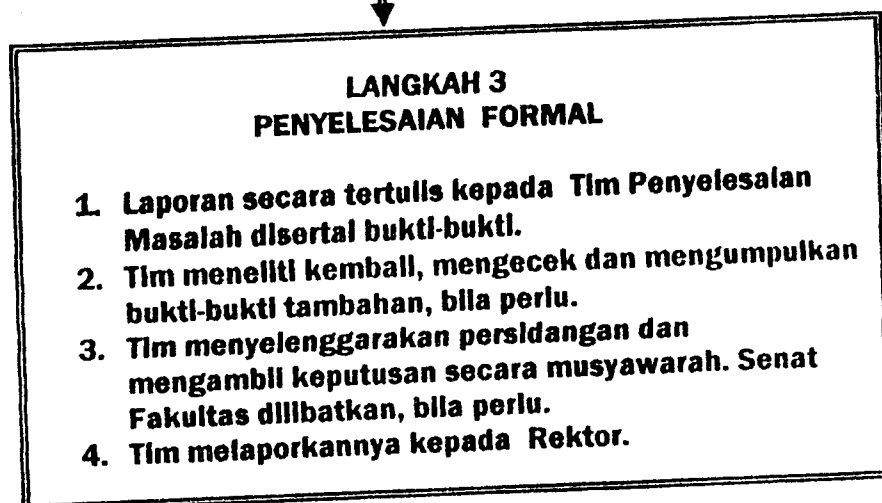 LANGKAH 3
PENYELESAIAN FORMAL
1. Laporan secara tertulis kepada Tim Penyelesaian
Masalah disertai bukti-bukti.
2. Tim meneliti kembali, mengecek dan mengumpulkan
bukti-bukti tambahan, bila perlu.
3. Tim menyelenggarakan persidangan dan
mengambil keputusan secara musyawarah. Senat
Fakultas dilibatkan, bila perlu.
4. Tim melaporkannya kepada Rektor.